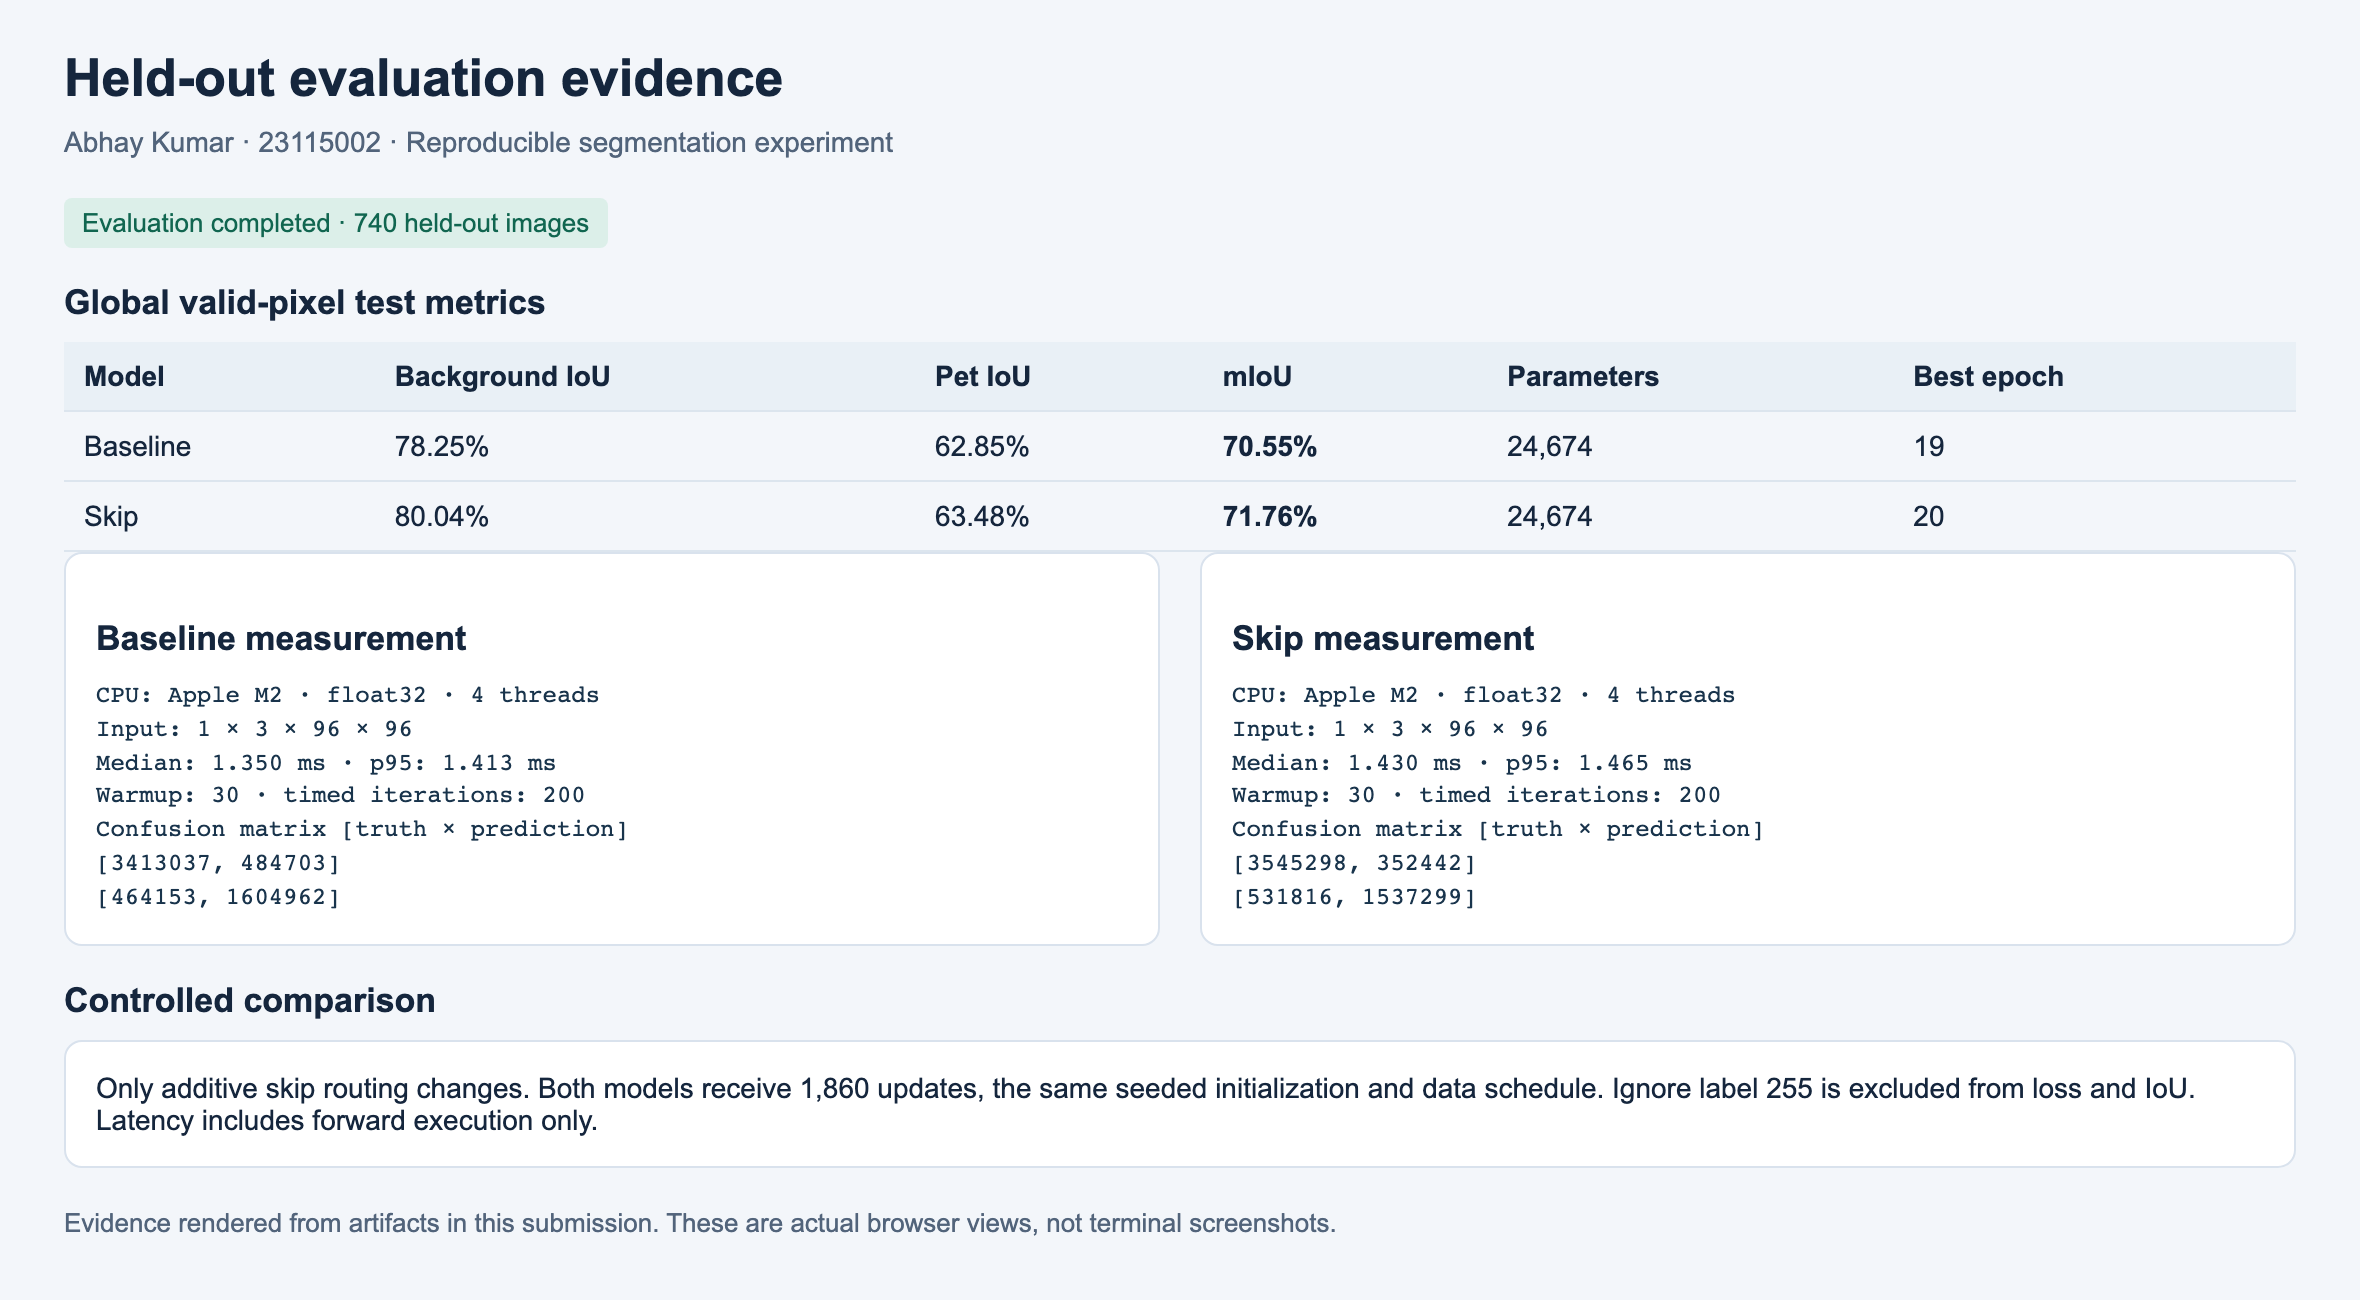 Held-out evaluation evidence
Abhay Kumar · 23115002 · Reproducible segmentation experiment
Evaluation completed · 740 held-out images
Global valid-pixel test metrics
Model Background IoU Pet IoU mIoU Parameters Best epoch
Baseline 78.25% 62.85% 70.55% 24,674 19
Skip 80.04% 63.48% 71.76% 24,674 20
Baseline measurement
CPU: Apple M2 · float32 · 4 threads
Input: 1 × 3 × 96 × 96
Median: 1.350 ms · p95: 1.413 ms
Warmup: 30 · timed iterations: 200
Confusion matrix [truth × prediction]
[3413037, 484703]
[464153, 1604962]
Skip measurement
CPU: Apple M2 · float32 · 4 threads
Input: 1 × 3 × 96 × 96
Median: 1.430 ms · p95: 1.465 ms
Warmup: 30 · timed iterations: 200
Confusion matrix [truth × prediction]
[3545298, 352442]
[531816, 1537299]
Controlled comparison
Only additive skip routing changes. Both models receive 1,860 updates, the same seeded initialization and data schedule. Ignore label 255 is excluded from loss and IoU.
Latency includes forward execution only.
Evidence rendered from artifacts in this submission. These are actual browser views, not terminal screenshots.